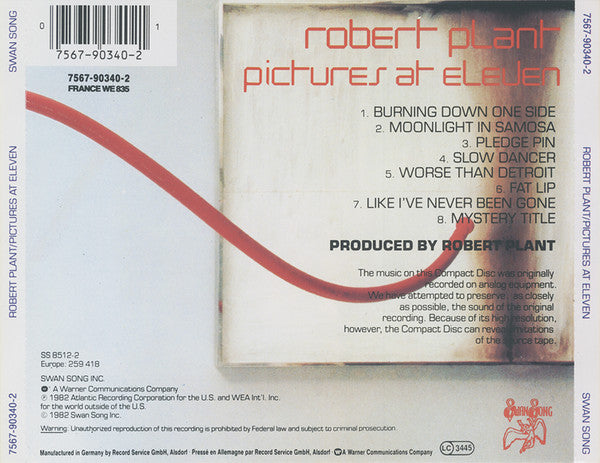 SWAN SONG
7567-90340-2
ROBERT PLANT/PICTURES AT ELEVEN
7567-90340-2
0
1
7567-90340-2
7567-90340-2
FRANCE WE 835
robert plant
pictures at eleven
1. BURNING DOWN ONE SIDE
2. MOONLIGHT IN SAMOSA
3. PLEDGE PIN
4. SLOW DANCER
5. WORSE THAN DETROIT
6. FAT LIP
7. LIKE I'VE NEVER BEEN GONE
8. MYSTERY TITLE
PRODUCED BY ROBERT PLANT
The music on this Compact Disc was originally
recorded on analog equipment.
We have attempted to preserve, as closely
as possible, the sound of the original
recording. Because of its high resolution,
however, the Compact Disc can reveal limitations
of the source tape.
SS 8512-2
Europe: 259 418
SWAN SONG INC.
Ⓦ* A Warner Communications Company
℗ 1982 Atlantic Recording Corporation for the U.S. and WEA Int'l. Inc.
for the world outside of the U.S.
© 1982 Swan Song Inc.
Warning: Unauthorized reproduction of this recording is prohibited by Federal law and subject to criminal prosecution.
Manufactured in Germany by Record Service GmbH, Alsdorf · Pressé en Allemagne par Record Service GmbH, Alsdorf · Ⓦ A Warner Communications Company
LC 3445
SWAN SONG
7567-90340-2
ROBERT PLANT/PICTURES AT ELEVEN
SWAN SONG